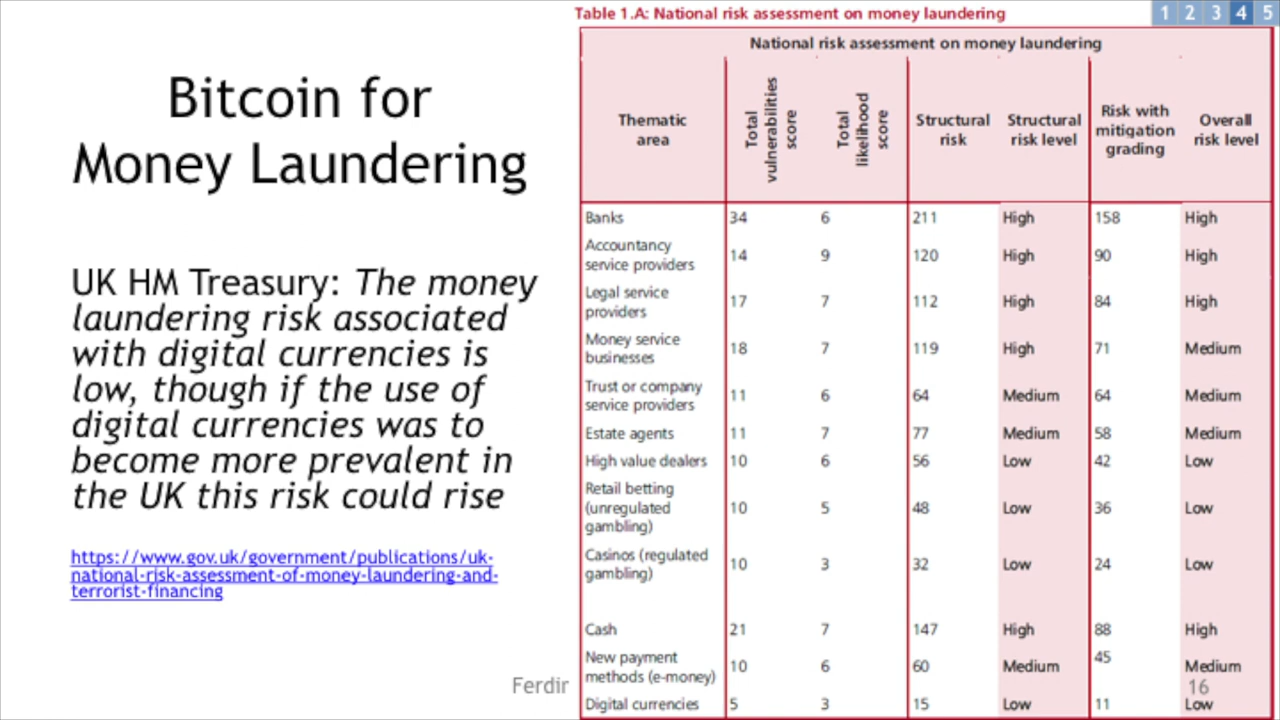 Bitcoin for
Money Laundering
UK HM Treasury: The money
laundering risk associated
with digital currencies is
low, though if the use of
digital currencies was to
become more prevalent in
the UK this risk could rise
https://www.gov.uk/government/publications/uk-
national-risk-assessment-of-money-laundering-and-
terrorist-financing
Ferdir
Table 1.A: National risk assessment on money laundering
1 2 3 4 5
National risk assessment on money laundering
Thematic area | Total vulnerabilities score | Total likelihood score | Structural risk | Structural risk level | Risk with mitigation grading | Overall risk level
Banks 34 6 211 High 158 High
Accountancy service providers 14 9 120 High 90 High
Legal service providers 17 7 112 High 84 High
Money service businesses 18 7 119 High 71 Medium
Trust or company service providers 11 6 64 Medium 64 Medium
Estate agents 11 7 77 Medium 58 Medium
High value dealers 10 6 56 Low 42 Low
Retail betting (unregulated gambling) 10 5 48 Low 36 Low
Casinos (regulated gambling) 10 3 32 Low 24 Low
Cash 21 7 147 High 88 High
New payment methods (e-money) 10 6 60 Medium 45 Medium
Digital currencies 5 3 15 Low 11 Low
16